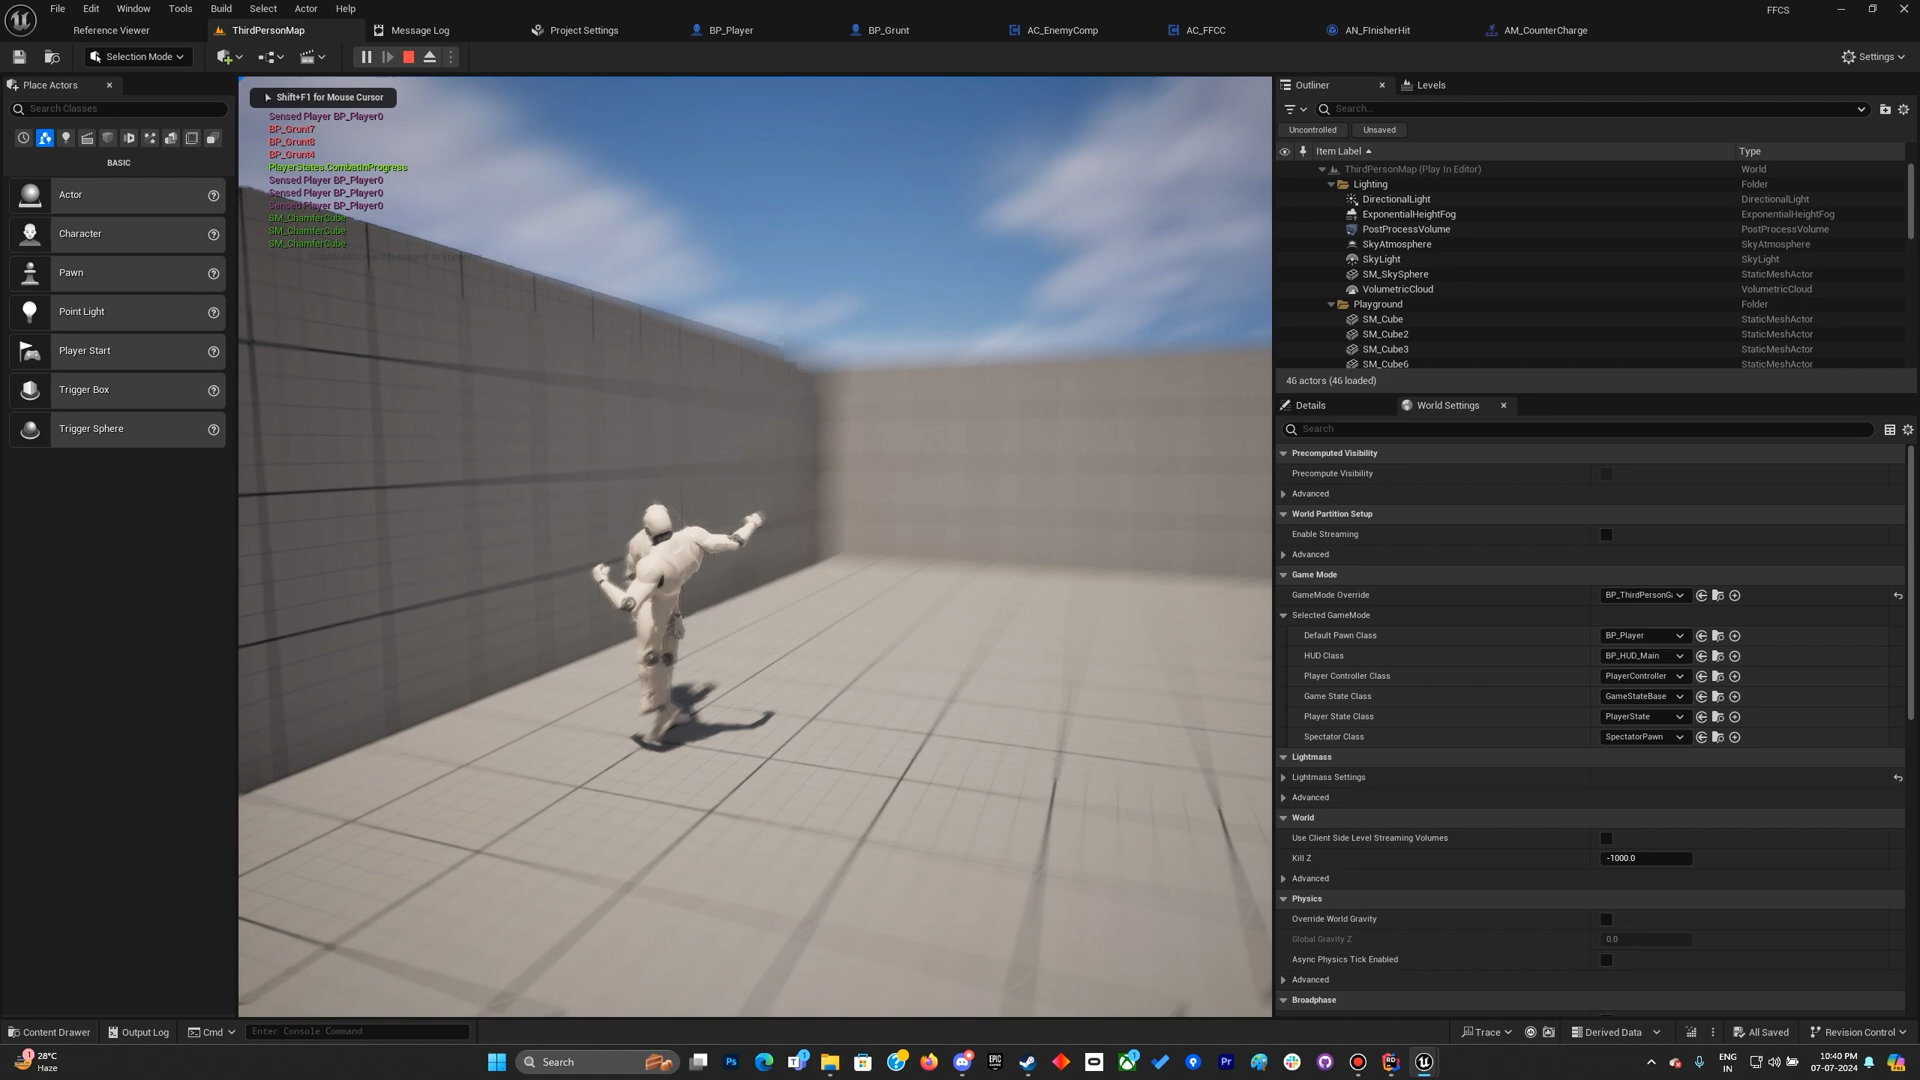 File Edit Window Tools Build Select Actor Help
FFCS
Reference Viewer ThirdPersonMap Message Log Project Settings BP_Player BP_Grunt AC_EnemyComp AC_FFCC AN_FInisherHit AM_CounterCharge
Selection Mode
Settings
Place Actors
Search Classes
BASIC
Actor
Character
Pawn
Point Light
Player Start
Trigger Box
Trigger Sphere
Shift+F1 for Mouse Cursor
Sensed Player BP_Player0
BP_Grunt7
BP_Grunt8
BP_Grunt4
PlayerStates.CombatInProgress
Sensed Player BP_Player0
Sensed Player BP_Player0
Sensed Player BP_Player0
SM_ChamferCube
SM_ChamferCube
SM_ChamferCube
Outliner Levels
Search...
Uncontrolled Unsaved
Item Label Type
ThirdPersonMap (Play In Editor) World
Lighting Folder
DirectionalLight DirectionalLight
ExponentialHeightFog ExponentialHeightFog
PostProcessVolume PostProcessVolume
SkyAtmosphere SkyAtmosphere
SkyLight SkyLight
SM_SkySphere StaticMeshActor
VolumetricCloud VolumetricCloud
Playground Folder
SM_Cube StaticMeshActor
SM_Cube2 StaticMeshActor
SM_Cube3 StaticMeshActor
SM_Cube6 StaticMeshActor
46 actors (46 loaded)
Details World Settings
Search
Precomputed Visibility
Precompute Visibility
Advanced
World Partition Setup
Enable Streaming
Advanced
Game Mode
GameMode Override BP_ThirdPersonGa
Selected GameMode
Default Pawn Class BP_Player
HUD Class BP_HUD_Main
Player Controller Class PlayerController
Game State Class GameStateBase
Player State Class PlayerState
Spectator Class SpectatorPawn
Lightmass
Lightmass Settings
Advanced
World
Use Client Side Level Streaming Volumes
Kill Z -1000.0
Advanced
Physics
Override World Gravity
Global Gravity Z 0.0
Async Physics Tick Enabled
Advanced
Broadphase
Content Drawer Output Log Cmd Enter Console Command
Trace Derived Data All Saved Revision Control
28°C
Haze
Search
ENG
IN
10:40 PM
07-07-2024